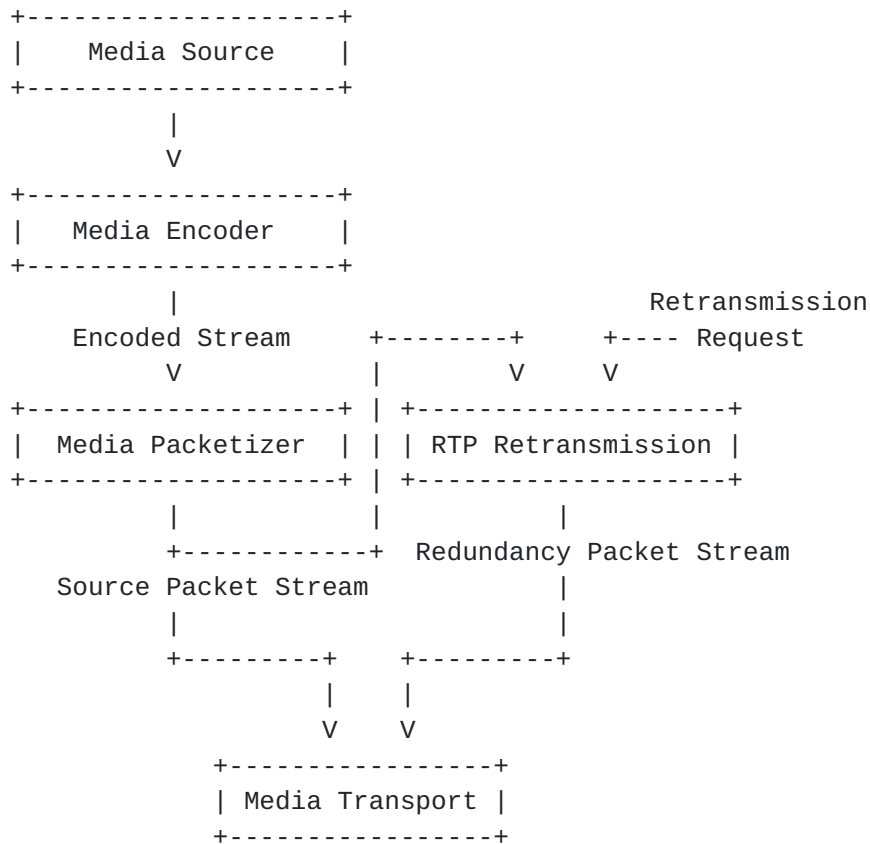 Media Source
Media Encoder
Retransmission
Encoded Stream
Request
V
V
V
V
Media Packetizer
RTP Retransmission
Redundancy Packet Stream
Source Packet Stream
V
V
Media Transport